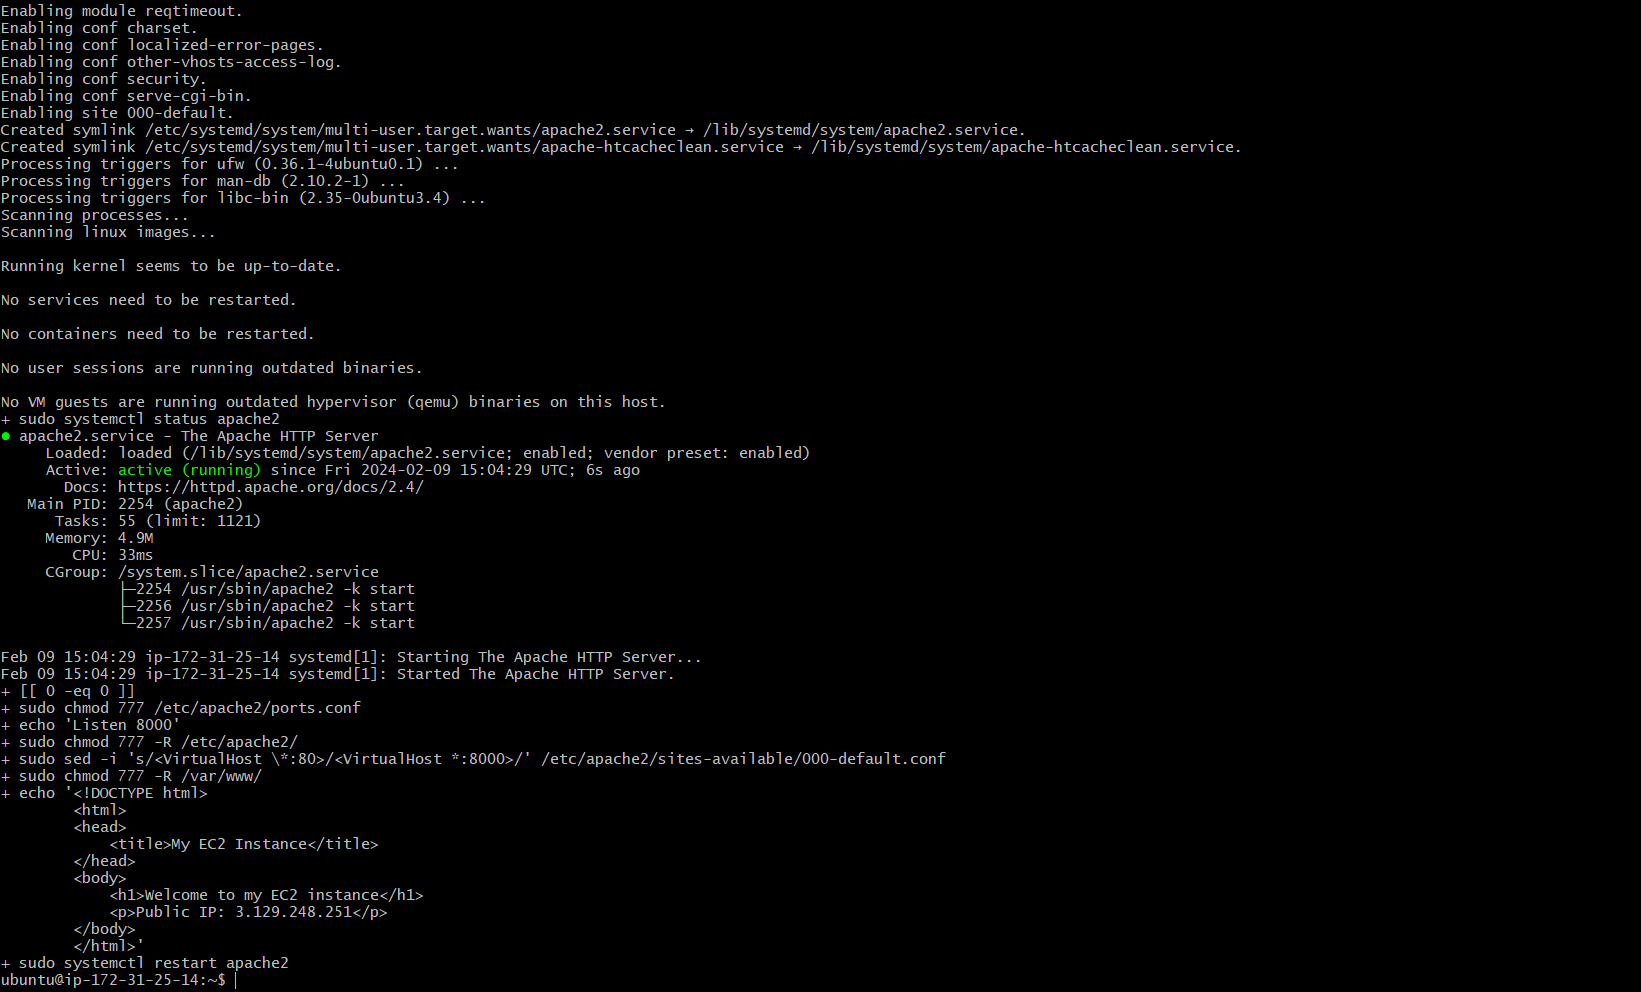 Enabling module reqtimeout.
Enabling conf charset.
Enabling conf localized-error-pages.
Enabling conf other-vhosts-access-log.
Enabling conf security.
Enabling conf serve-cgi-bin.
Enabling site 000-default.
Created symlink /etc/systemd/system/multi-user.target.wants/apache2.service → /lib/systemd/system/apache2.service.
Created symlink /etc/systemd/system/multi-user.target.wants/apache-htcacheclean.service → /lib/systemd/system/apache-htcacheclean.service.
Processing triggers for ufw (0.36.1-4ubuntu0.1) ...
Processing triggers for man-db (2.10.2-1) ...
Processing triggers for libc-bin (2.35-0ubuntu3.4) ...
Scanning processes...
Scanning linux images...

Running kernel seems to be up-to-date.

No services need to be restarted.

No containers need to be restarted.

No user sessions are running outdated binaries.

No VM guests are running outdated hypervisor (qemu) binaries on this host.
+ sudo systemctl status apache2
● apache2.service - The Apache HTTP Server
     Loaded: loaded (/lib/systemd/system/apache2.service; enabled; vendor preset: enabled)
     Active: active (running) since Fri 2024-02-09 15:04:29 UTC; 6s ago
       Docs: https://httpd.apache.org/docs/2.4/
   Main PID: 2254 (apache2)
      Tasks: 55 (limit: 1121)
     Memory: 4.9M
        CPU: 33ms
     CGroup: /system.slice/apache2.service
             ├─2254 /usr/sbin/apache2 -k start
             ├─2256 /usr/sbin/apache2 -k start
             └─2257 /usr/sbin/apache2 -k start

Feb 09 15:04:29 ip-172-31-25-14 systemd[1]: Starting The Apache HTTP Server...
Feb 09 15:04:29 ip-172-31-25-14 systemd[1]: Started The Apache HTTP Server.
+ [[ 0 -eq 0 ]]
+ sudo chmod 777 /etc/apache2/ports.conf
+ echo 'Listen 8000'
+ sudo chmod 777 -R /etc/apache2/
+ sudo sed -i 's/<VirtualHost \*:80>/<VirtualHost *:8000>/' /etc/apache2/sites-available/000-default.conf
+ sudo chmod 777 -R /var/www/
+ echo '<!DOCTYPE html>
        <html>
        <head>
            <title>My EC2 Instance</title>
        </head>
        <body>
            <h1>Welcome to my EC2 instance</h1>
            <p>Public IP: 3.129.248.251</p>
        </body>
        </html>'
+ sudo systemctl restart apache2
ubuntu@ip-172-31-25-14:~$